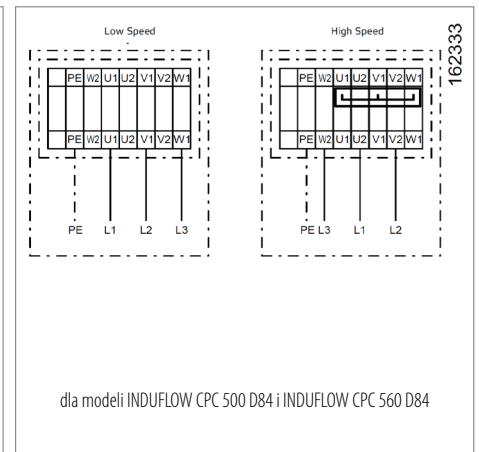 Low Speed
High Speed
162333
PE W2 U1 U2 V1 V2 W1
PE W2 U1 U2 V1 V2 W1
PE W2 U1 U2 V1 V2 W1
PE W2 U1 U2 V1 V2 W1
PE L1 L2 L3
PE L3 L1 L2
dla modeli INDUFLOW CPC 500 D84 i INDUFLOW CPC 560 D84